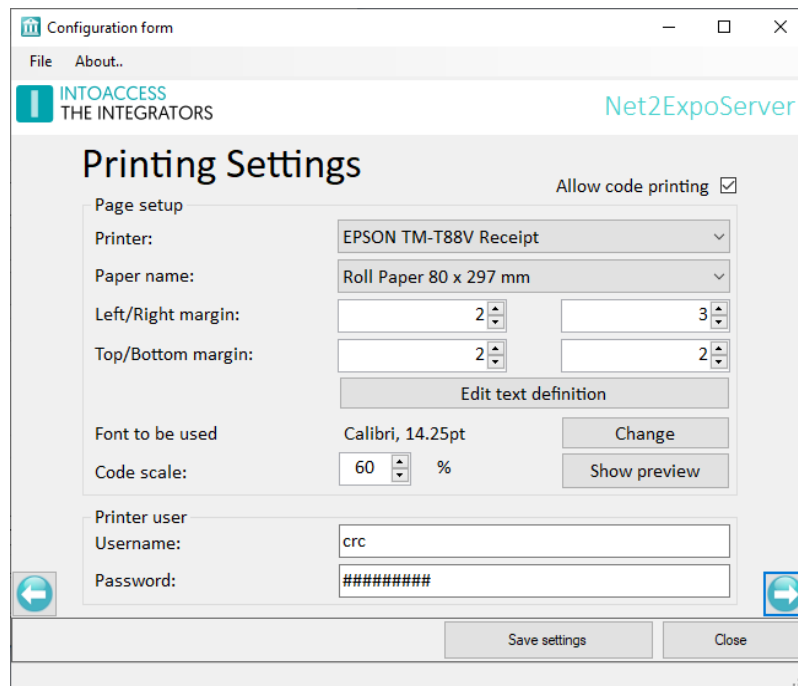 Configuration form
File About..
INTOACCESS
THE INTEGRATORS
Net2ExpoServer
Printing Settings
Allow code printing
Page setup
Printer: EPSON TM-T88V Receipt
Paper name: Roll Paper 80 x 297 mm
Left/Right margin: 2 3
Top/Bottom margin: 2 2
Edit text definition
Font to be used Calibri, 14.25pt Change
Code scale: 60 % Show preview
Printer user
Username: crc
Password: #########
Save settings Close